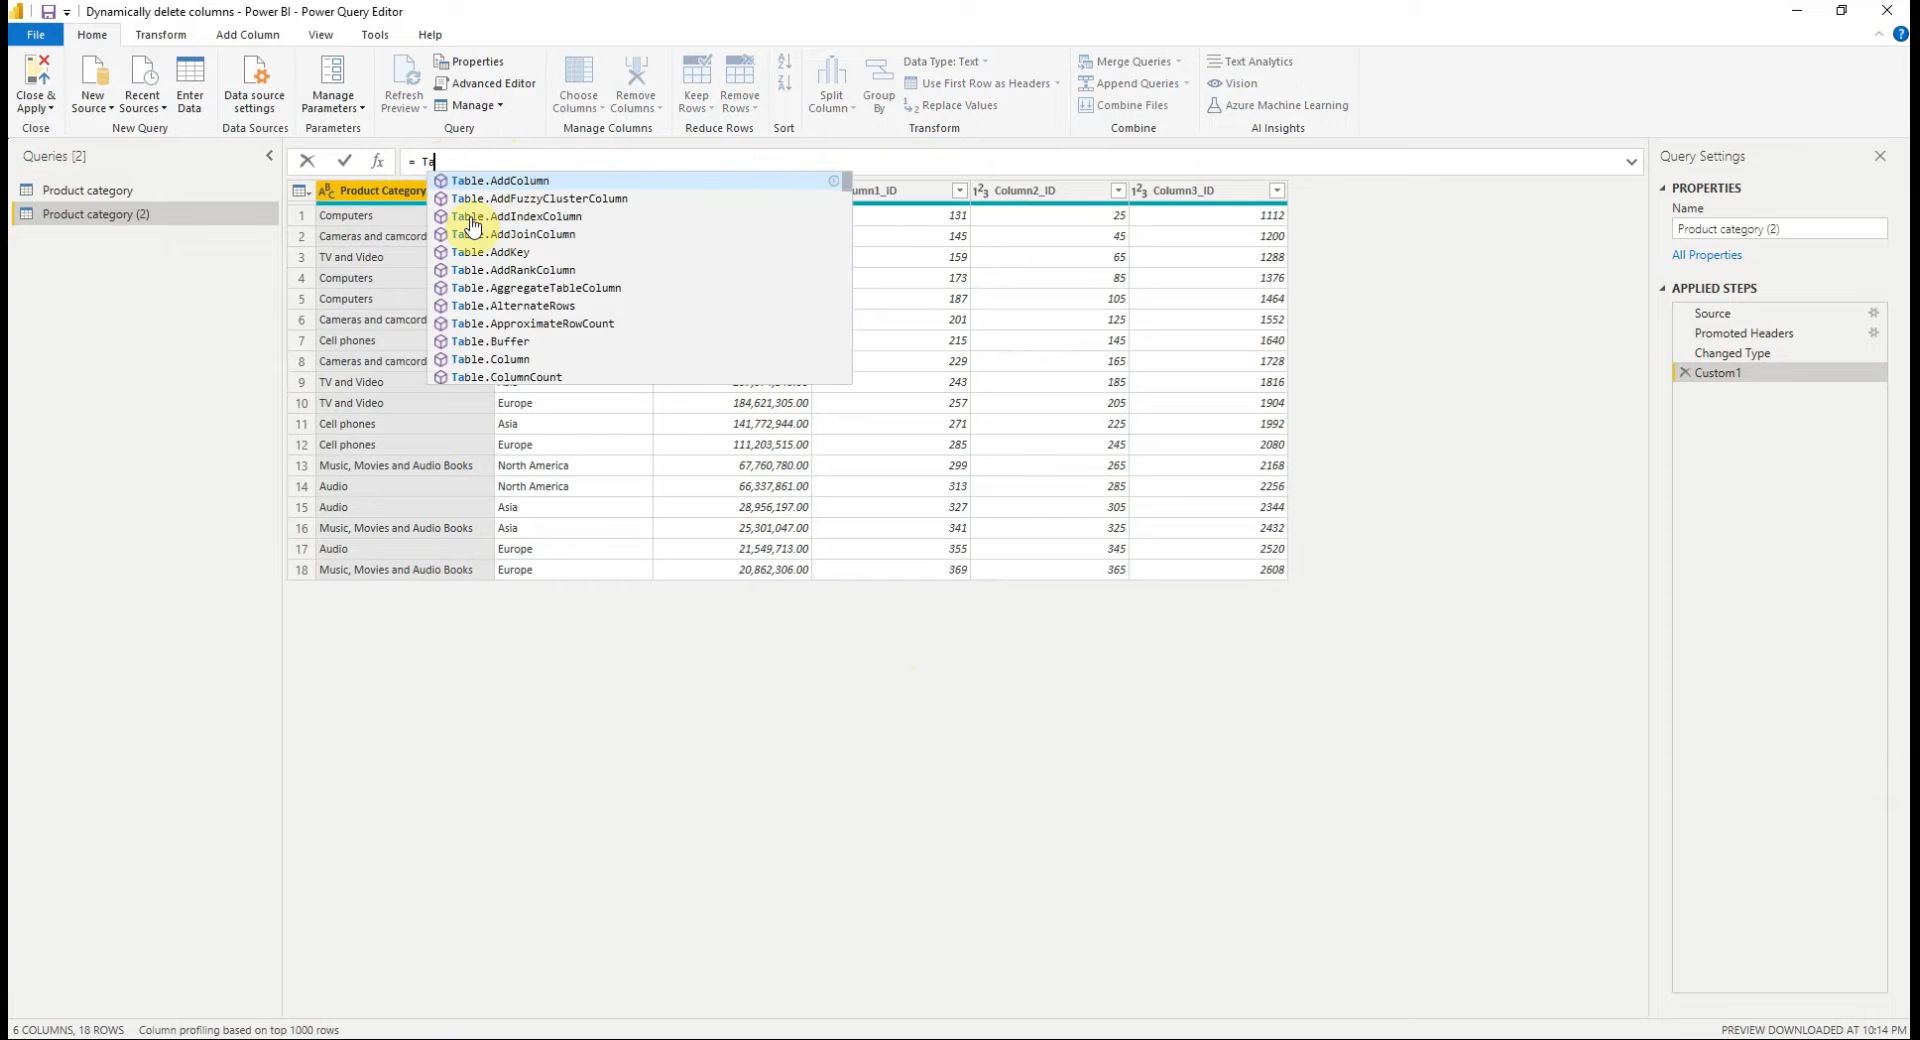 Dynamically delete columns - Power BI - Power Query Editor
File Home Transform Add Column View Tools Help
Close & Apply
New Source
Recent Sources
Enter Data
Data source settings
Manage Parameters
Refresh Preview
Properties
Advanced Editor
Manage
Choose Columns
Remove Columns
Keep Rows
Remove Rows
Split Column
Group By
Data Type: Text
Use First Row as Headers
Replace Values
Merge Queries
Append Queries
Combine Files
Text Analytics
Vision
Azure Machine Learning
Close New Query Data Sources Parameters Query Manage Columns Reduce Rows Sort Transform Combine AI Insights
Queries [2]
Product category
Product category (2)
= Ta
Table.AddColumn
Table.AddFuzzyClusterColumn
Table.AddIndexColumn
Table.AddJoinColumn
Table.AddKey
Table.AddRankColumn
Table.AggregateTableColumn
Table.AlternateRows
Table.ApproximateRowCount
Table.Buffer
Table.Column
Table.ColumnCount
Product Category umn1_ID Column2_ID Column3_ID
1 Computers 131 25 1112
2 Cameras and camcord 145 45 1200
3 TV and Video 159 65 1288
4 Computers 173 85 1376
5 Computers 187 105 1464
6 Cameras and camcord 201 125 1552
7 Cell phones 215 145 1640
8 Cameras and camcord 229 165 1728
9 TV and Video 243 185 1816
10 TV and Video Europe 184,621,305.00 257 205 1904
11 Cell phones Asia 141,772,944.00 271 225 1992
12 Cell phones Europe 111,203,515.00 285 245 2080
13 Music, Movies and Audio Books North America 67,760,780.00 299 265 2168
14 Audio North America 66,337,861.00 313 285 2256
15 Audio Asia 28,956,197.00 327 305 2344
16 Music, Movies and Audio Books Asia 25,301,047.00 341 325 2432
17 Audio Europe 21,549,713.00 355 345 2520
18 Music, Movies and Audio Books Europe 20,862,306.00 369 365 2608
Query Settings
PROPERTIES
Name
Product category (2)
All Properties
APPLIED STEPS
Source
Promoted Headers
Changed Type
Custom1
6 COLUMNS, 18 ROWS Column profiling based on top 1000 rows
PREVIEW DOWNLOADED AT 10:14 PM